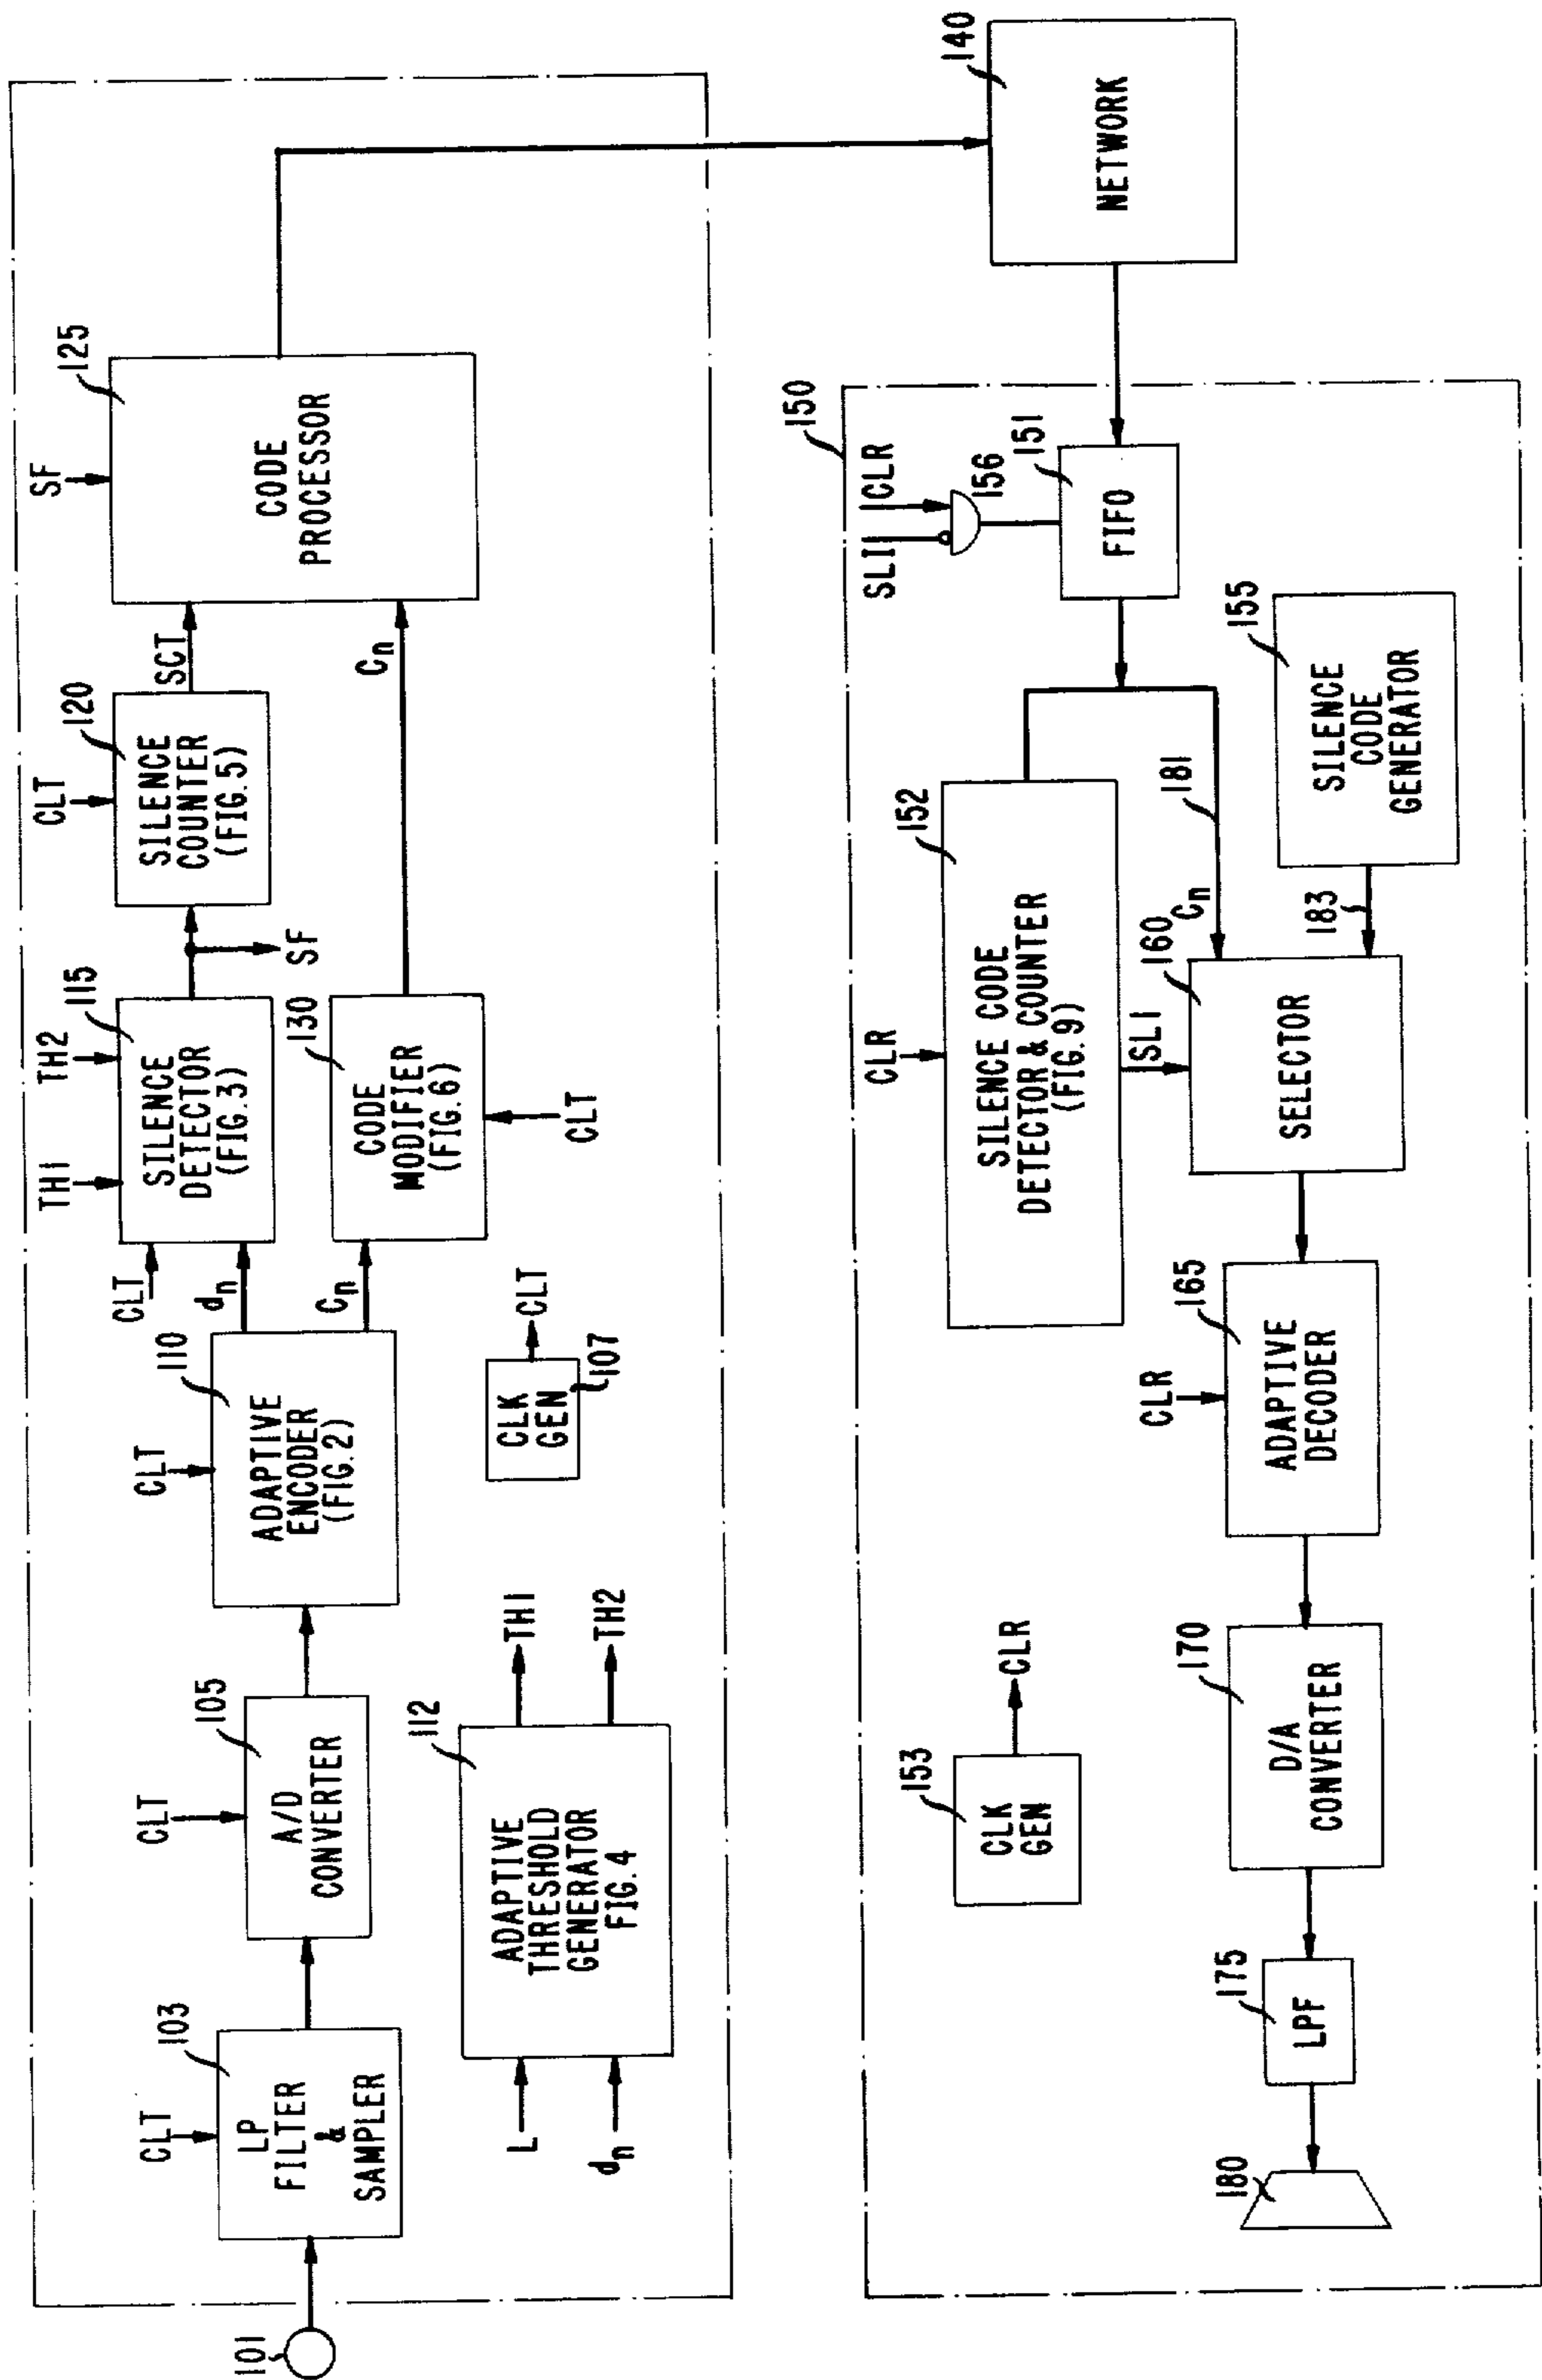 101
CLT
103
LP
FILTER
&
SAMPLER
CLT
105
A/D
CONVERTER
CLT
110
ADAPTIVE
ENCODER
(FIG.2)
dn
Cn
CLT
TH1
TH2
115
SILENCE
DETECTOR
(FIG.3)
SF
CLT
120
SILENCE
COUNTER
(FIG.5)
SCT
SF
125
CODE
PROCESSOR
130
CODE
MODIFIER
(FIG.6)
CLT
Cn
L
dn
112
ADAPTIVE
THRESHOLD
GENERATOR
FIG.4
TH1
TH2
CLK
GEN
107
CLT
140
NETWORK
150
SL1
CLR
156
151
FIFO
CLR
152
SILENCE CODE
DETECTOR & COUNTER
(FIG.9)
SL1
Cn
181
155
SILENCE
CODE
GENERATOR
183
160
SELECTOR
CLR
165
ADAPTIVE
DECODER
153
CLK
GEN
CLR
170
D/A
CONVERTER
175
LPF
180